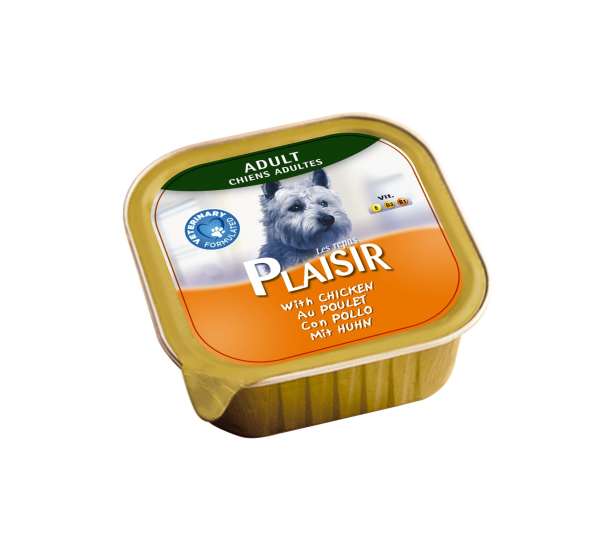 ADULT
CHIENS ADULTES
VETERINARY
FORMULATED
Vit.
E D3 B1
Les repas
PLAISIR
With CHICKEN
Au POULET
Con POLLO
Mit HUHN